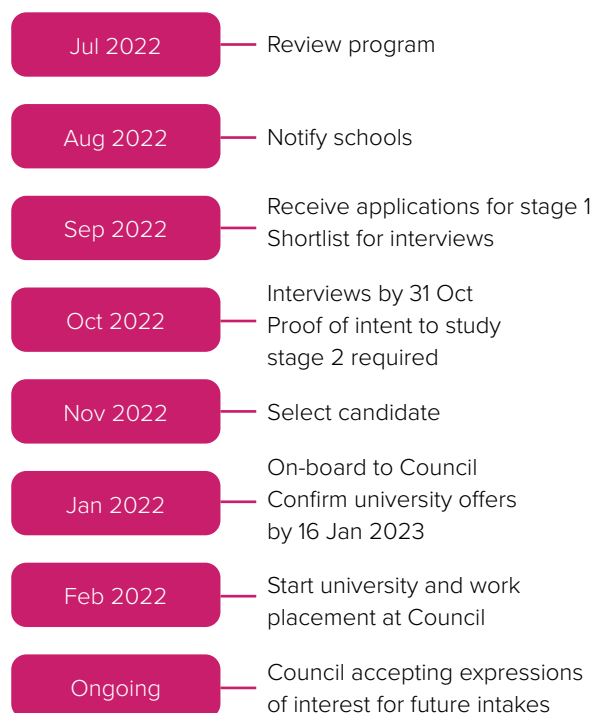 Jul 2022
Review program
Aug 2022
Notify schools
Sep 2022
Receive applications for stage 1
Shortlist for interviews
Oct 2022
Interviews by 31 Oct
Proof of intent to study
stage 2 required
Nov 2022
Select candidate
Jan 2022
On-board to Council
Confirm university offers
by 16 Jan 2023
Feb 2022
Start university and work
placement at Council
Ongoing
Council accepting expressions
of interest for future intakes